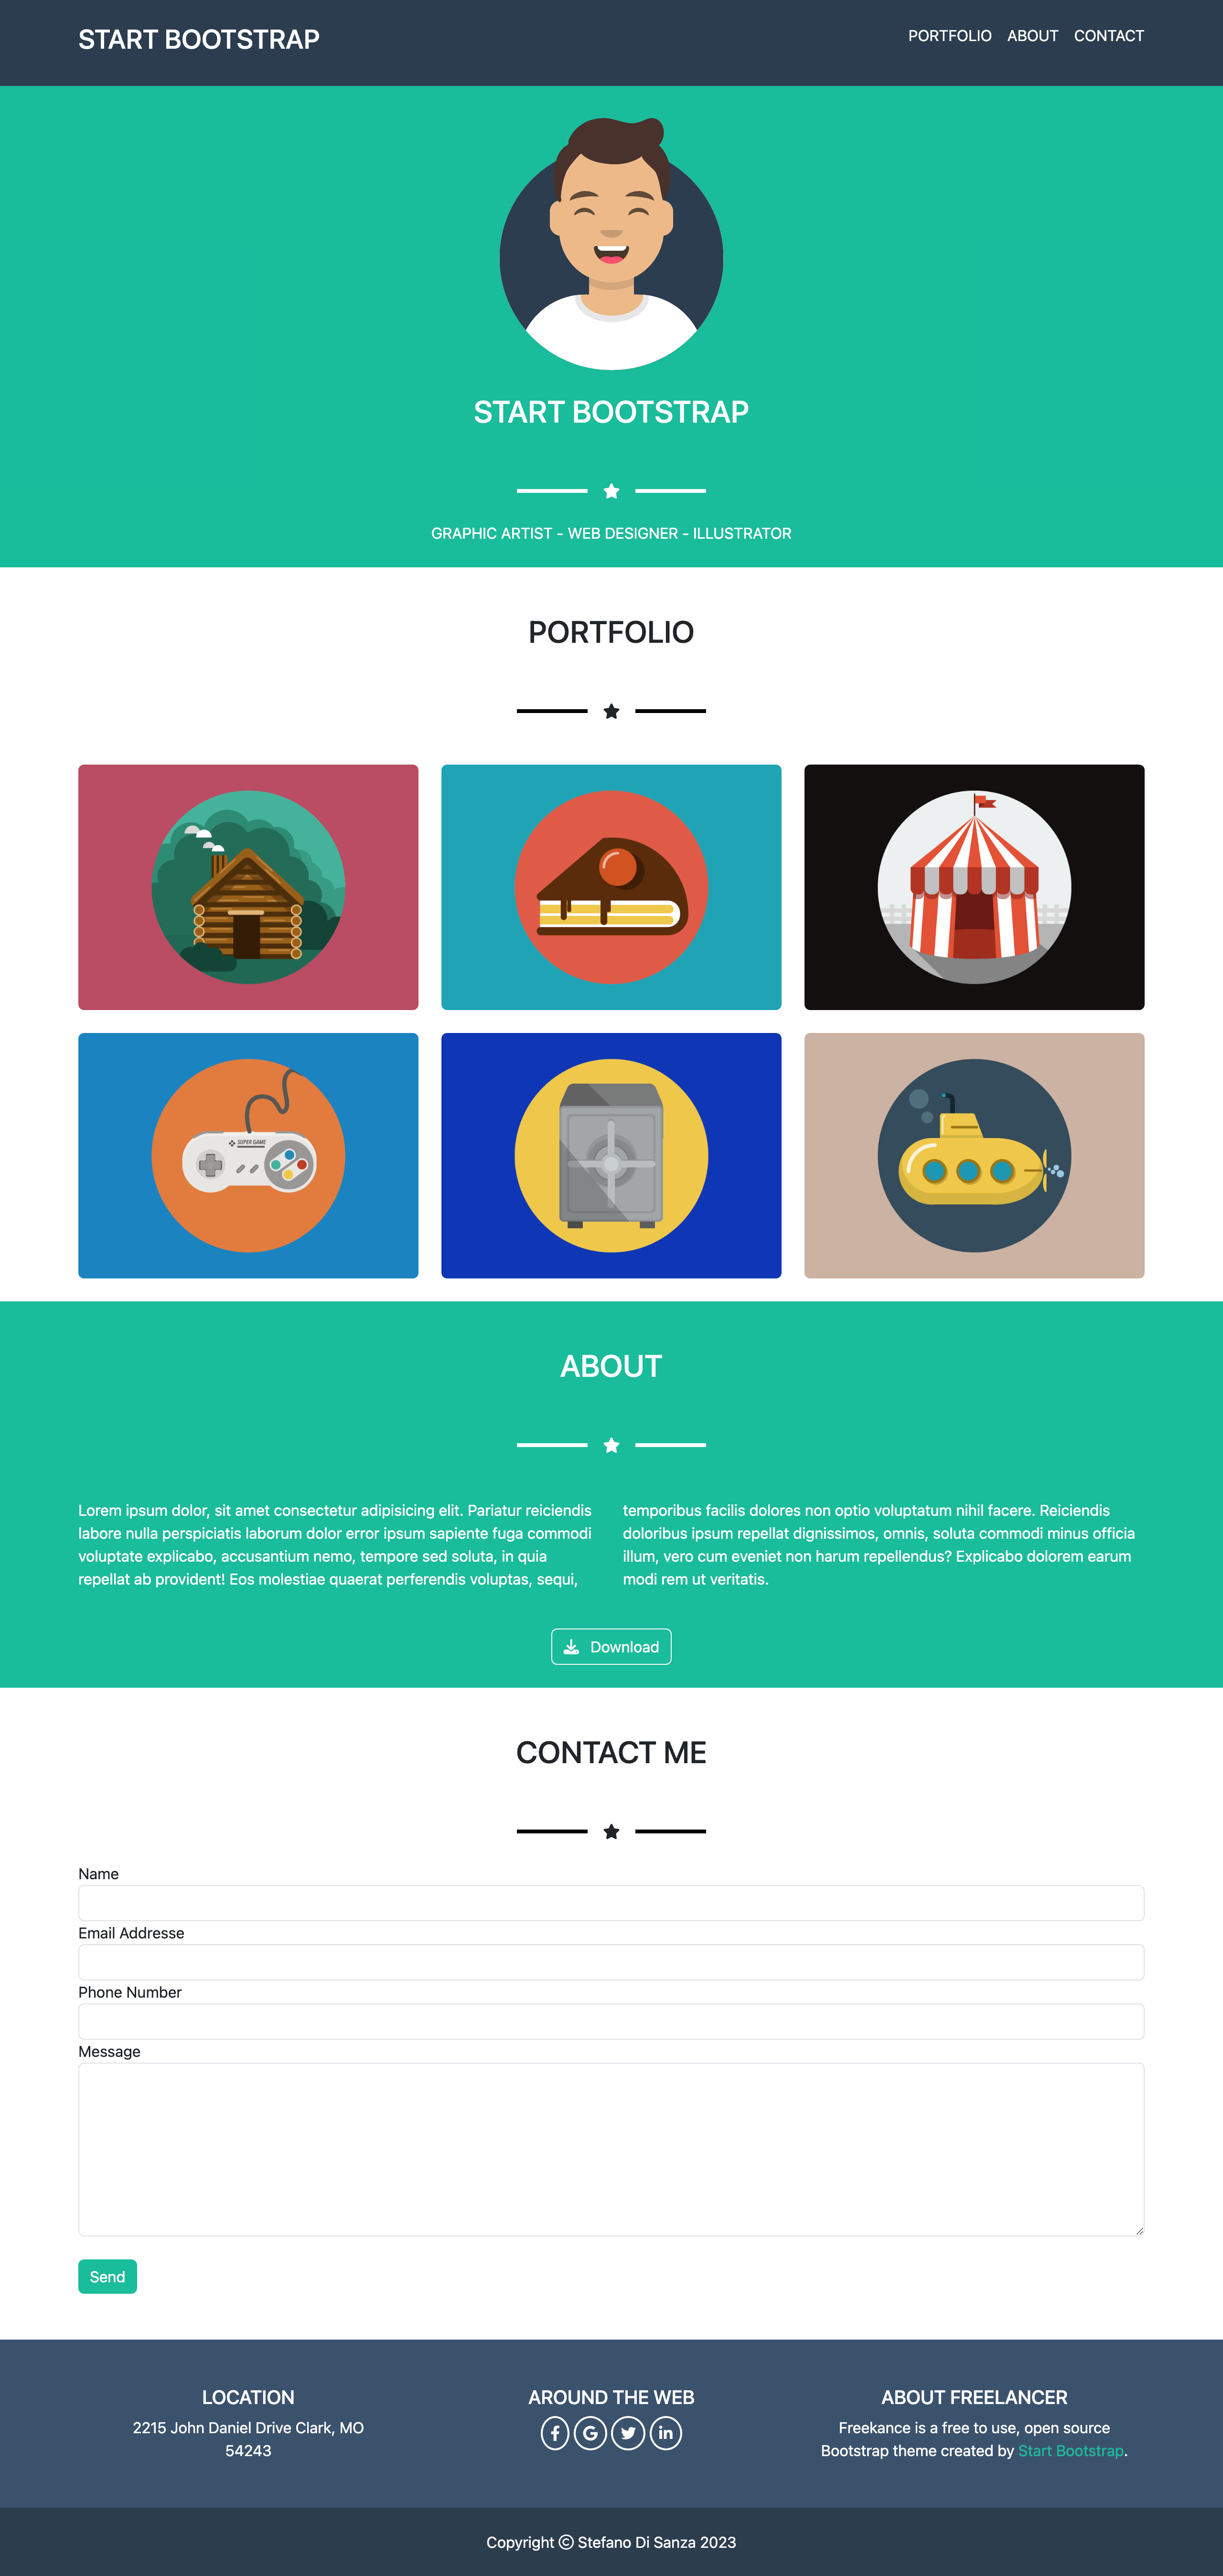 START BOOTSTRAP
PORTFOLIO ABOUT CONTACT
START BOOTSTRAP
GRAPHIC ARTIST - WEB DESIGNER - ILLUSTRATOR
PORTFOLIO
SUPER GAME
ABOUT
Lorem ipsum dolor, sit amet consectetur adipisicing elit. Pariatur reiciendis
labore nulla perspiciatis laborum dolor error ipsum sapiente fuga commodi
voluptate explicabo, accusantium nemo, tempore sed soluta, in quia
repellat ab provident! Eos molestiae quaerat perferendis voluptas, sequi,
temporibus facilis dolores non optio voluptatum nihil facere. Reiciendis
doloribus ipsum repellat dignissimos, omnis, soluta commodi minus officia
illum, vero cum eveniet non harum repellendus? Explicabo dolorem earum
modi rem ut veritatis.
Download
CONTACT ME
Name
Email Addresse
Phone Number
Message
Send
LOCATION
2215 John Daniel Drive Clark, MO
54243
AROUND THE WEB
ABOUT FREELANCER
Freekance is a free to use, open source
Bootstrap theme created by Start Bootstrap.
Copyright © Stefano Di Sanza 2023